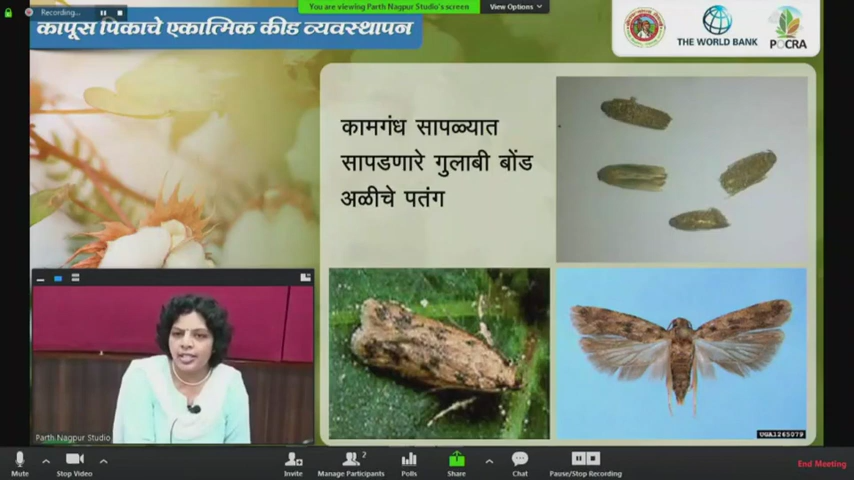 Recording...
You are viewing Parth Nagpur Studio's screen
View Options
कापूस पिकाचे एकात्मिक कीड व्यवस्थापन
THE WORLD BANK
POCRA
कामगंध सापळ्यात
सापडणारे गुलाबी बोंड
अळीचे पतंग
UGA1265079
Parth Nagpur Studio
Mute
Stop Video
Invite
Manage Participants
2
Polls
Share
Chat
Pause/Stop Recording
End Meeting